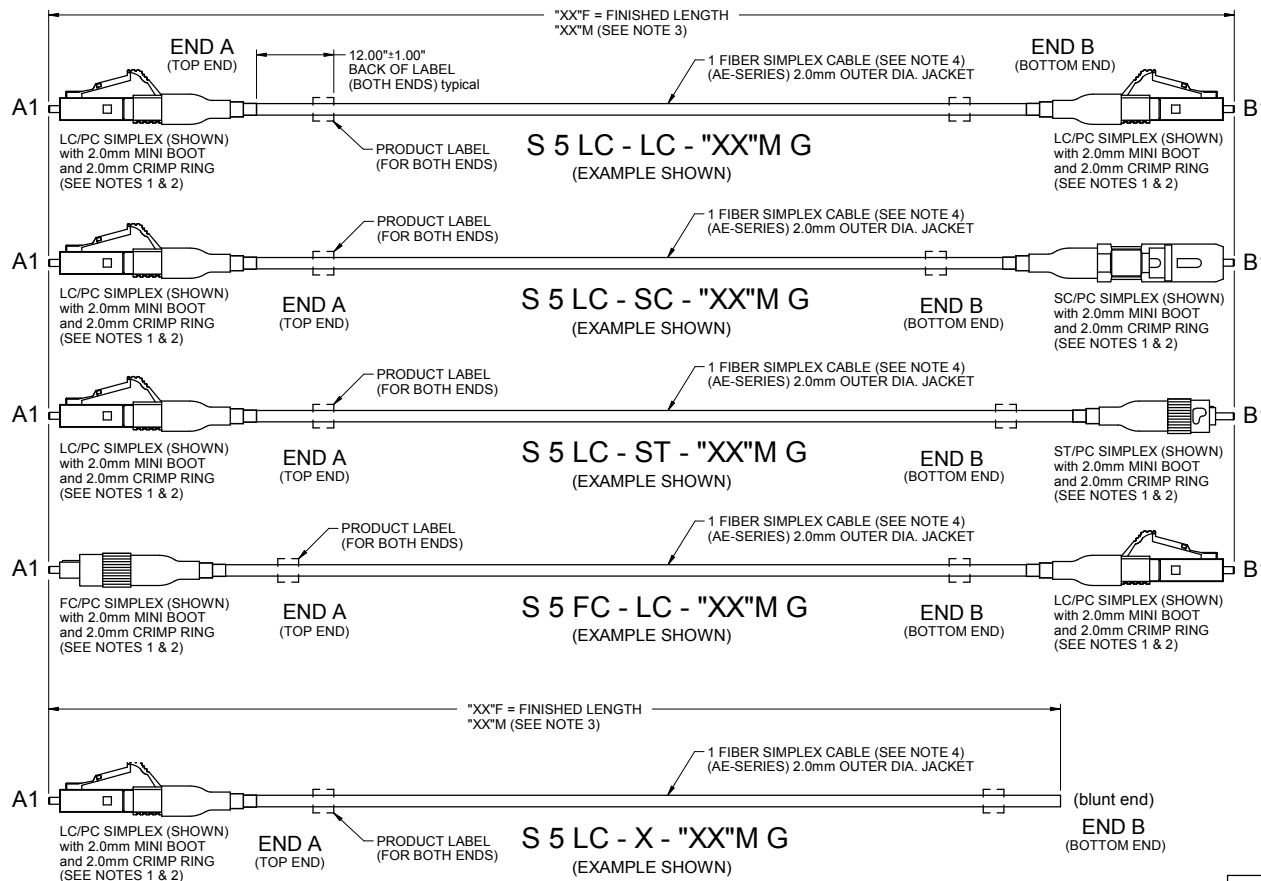 "XX"F = FINISHED LENGTH
"XX"M (SEE NOTE 3)
END A
(TOP END)
12.00"±1.00"
BACK OF LABEL
(BOTH ENDS) typical
1 FIBER SIMPLEX CABLE (SEE NOTE 4)
(AE-SERIES) 2.0mm OUTER DIA. JACKET
END B
(BOTTOM END)
A1
B1
LC/PC SIMPLEX (SHOWN)
with 2.0mm MINI BOOT
and 2.0mm CRIMP RING
(SEE NOTES 1 & 2)
PRODUCT LABEL
(FOR BOTH ENDS)
S 5 LC - LC - "XX"M G
(EXAMPLE SHOWN)
LC/PC SIMPLEX (SHOWN)
with 2.0mm MINI BOOT
and 2.0mm CRIMP RING
(SEE NOTES 1 & 2)
PRODUCT LABEL
(FOR BOTH ENDS)
1 FIBER SIMPLEX CABLE (SEE NOTE 4)
(AE-SERIES) 2.0mm OUTER DIA. JACKET
A1
B1
LC/PC SIMPLEX (SHOWN)
with 2.0mm MINI BOOT
and 2.0mm CRIMP RING
(SEE NOTES 1 & 2)
END A
(TOP END)
S 5 LC - SC - "XX"M G
(EXAMPLE SHOWN)
END B
(BOTTOM END)
SC/PC SIMPLEX (SHOWN)
with 2.0mm MINI BOOT
and 2.0mm CRIMP RING
(SEE NOTES 1 & 2)
PRODUCT LABEL
(FOR BOTH ENDS)
1 FIBER SIMPLEX CABLE (SEE NOTE 4)
(AE-SERIES) 2.0mm OUTER DIA. JACKET
A1
B1
LC/PC SIMPLEX (SHOWN)
with 2.0mm MINI BOOT
and 2.0mm CRIMP RING
(SEE NOTES 1 & 2)
END A
(TOP END)
S 5 LC - ST - "XX"M G
(EXAMPLE SHOWN)
END B
(BOTTOM END)
ST/PC SIMPLEX (SHOWN)
with 2.0mm MINI BOOT
and 2.0mm CRIMP RING
(SEE NOTES 1 & 2)
PRODUCT LABEL
(FOR BOTH ENDS)
1 FIBER SIMPLEX CABLE (SEE NOTE 4)
(AE-SERIES) 2.0mm OUTER DIA. JACKET
A1
B1
FC/PC SIMPLEX (SHOWN)
with 2.0mm MINI BOOT
and 2.0mm CRIMP RING
(SEE NOTES 1 & 2)
END A
(TOP END)
S 5 FC - LC - "XX"M G
(EXAMPLE SHOWN)
END B
(BOTTOM END)
LC/PC SIMPLEX (SHOWN)
with 2.0mm MINI BOOT
and 2.0mm CRIMP RING
(SEE NOTES 1 & 2)
"XX"F = FINISHED LENGTH
"XX"M (SEE NOTE 3)
1 FIBER SIMPLEX CABLE (SEE NOTE 4)
(AE-SERIES) 2.0mm OUTER DIA. JACKET
A1
(blunt end)
LC/PC SIMPLEX (SHOWN)
with 2.0mm MINI BOOT
and 2.0mm CRIMP RING
(SEE NOTES 1 & 2)
END A
(TOP END)
PRODUCT LABEL
(FOR BOTH ENDS)
S 5 LC - X - "XX"M G
(EXAMPLE SHOWN)
END B
(BOTTOM END)